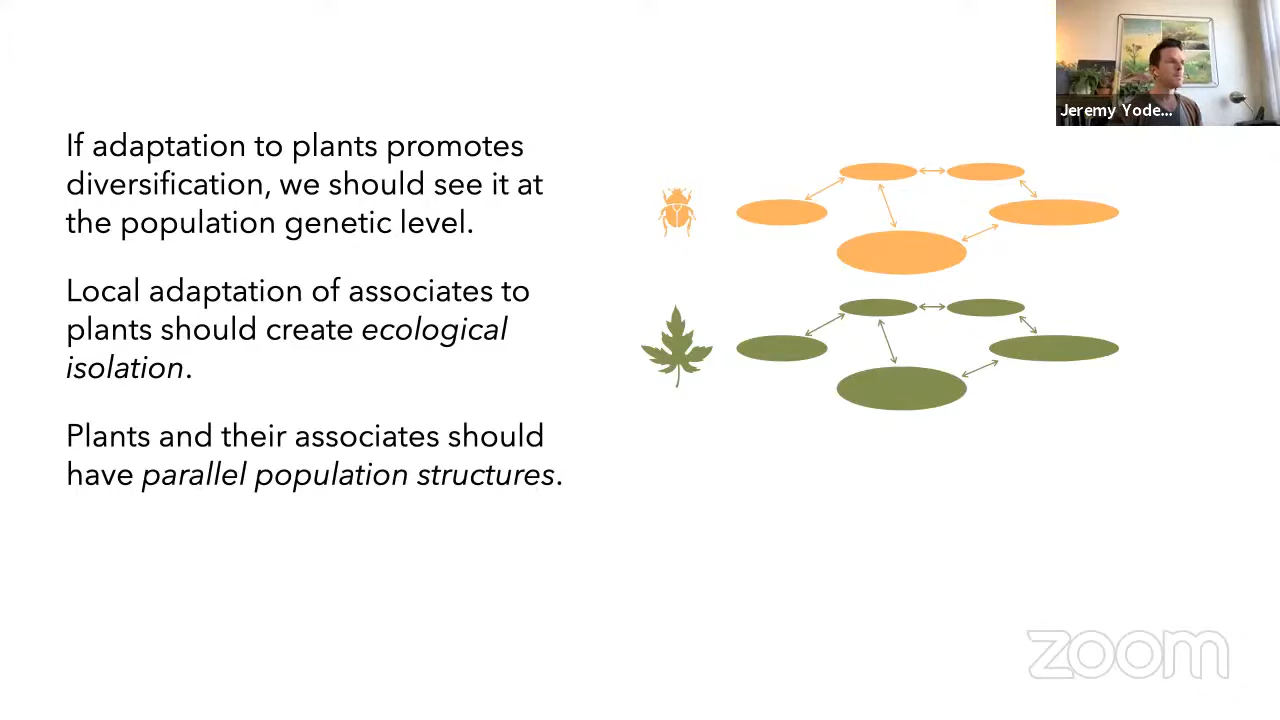 If adaptation to plants promotes
diversification, we should see it at
the population genetic level.
Local adaptation of associates to
plants should create ecological
isolation.
Plants and their associates should
have parallel population structures.
Jeremy Yode...
zoom